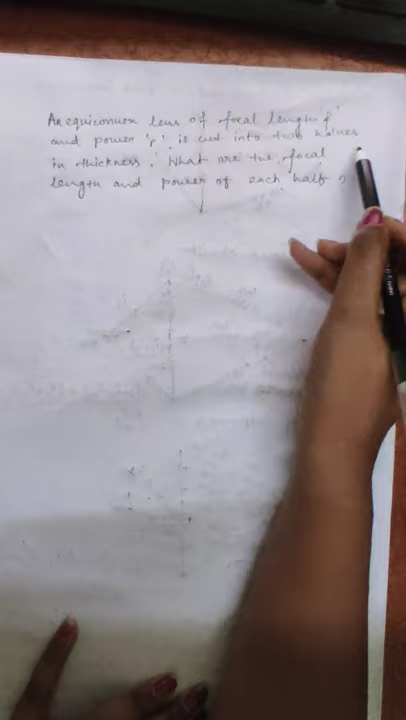 An equiconvex lens of focal length 'f'
and power 'p' is cut into two halves
in thickness. What are the focal
length and power of each half ?